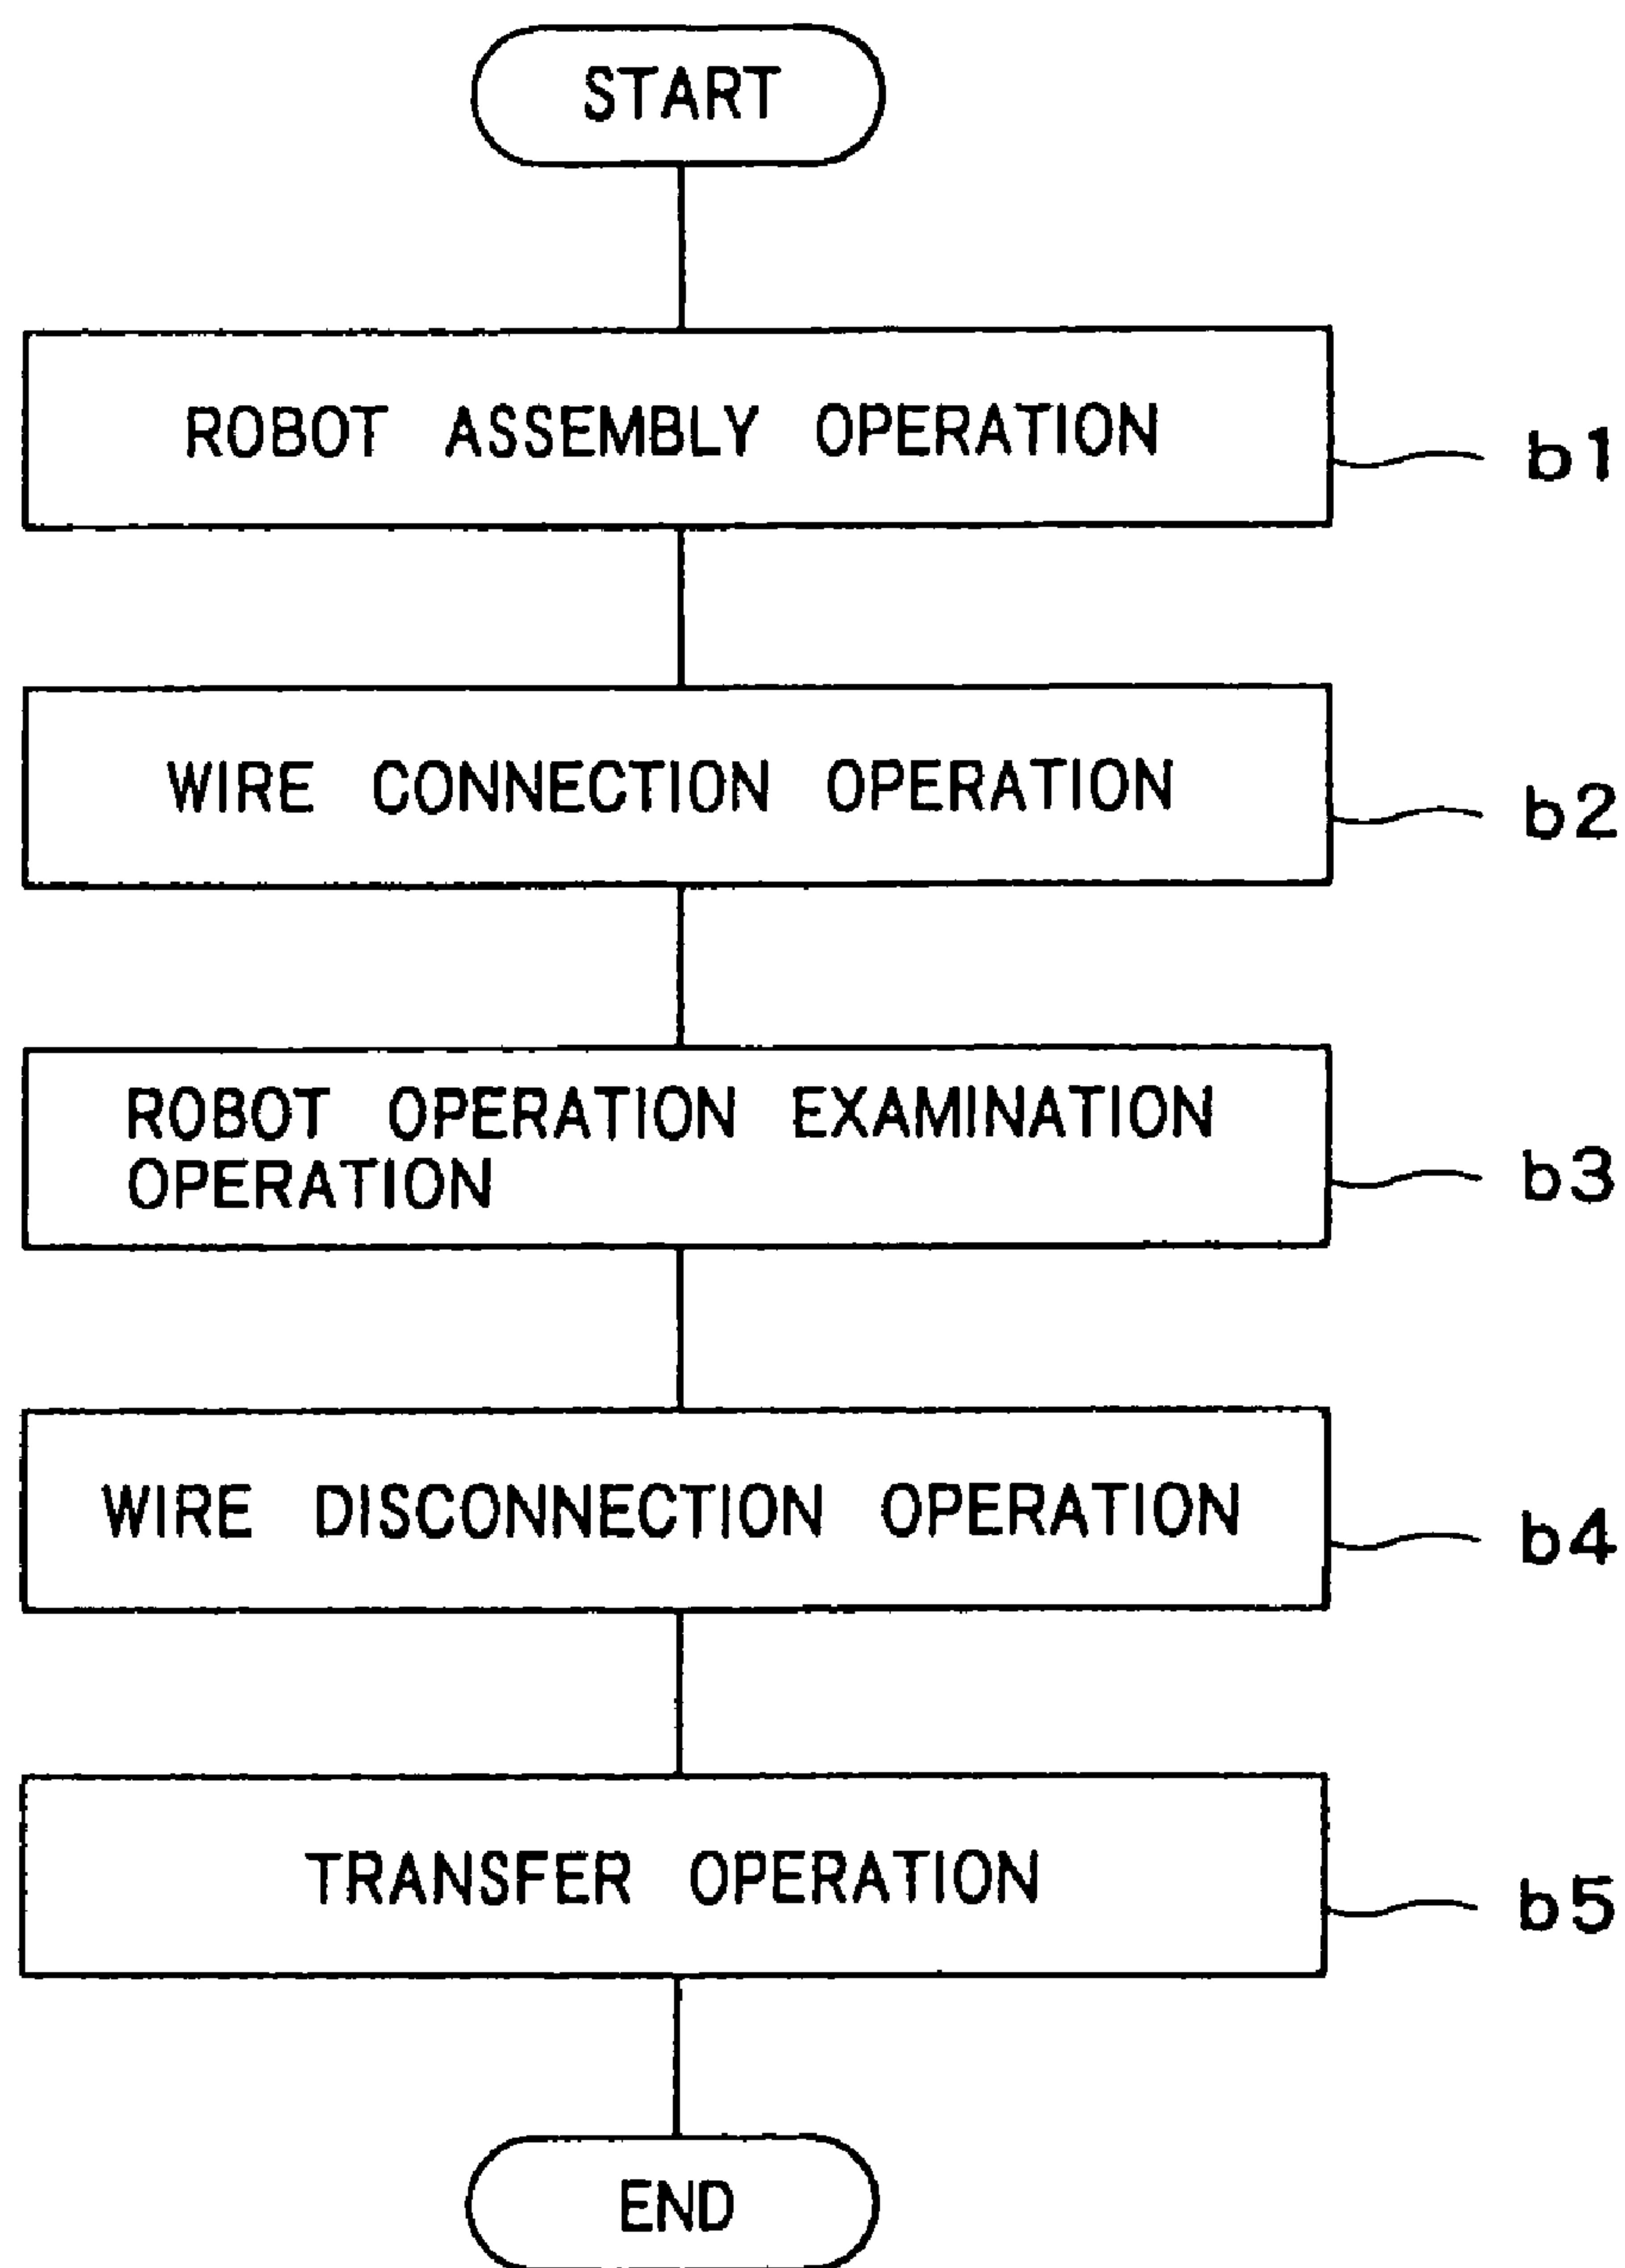 START
ROBOT ASSEMBLY OPERATION
b1
WIRE CONNECTION OPERATION
b2
ROBOT OPERATION EXAMINATION
OPERATION
b3
WIRE DISCONNECTION OPERATION
b4
TRANSFER OPERATION
b5
END